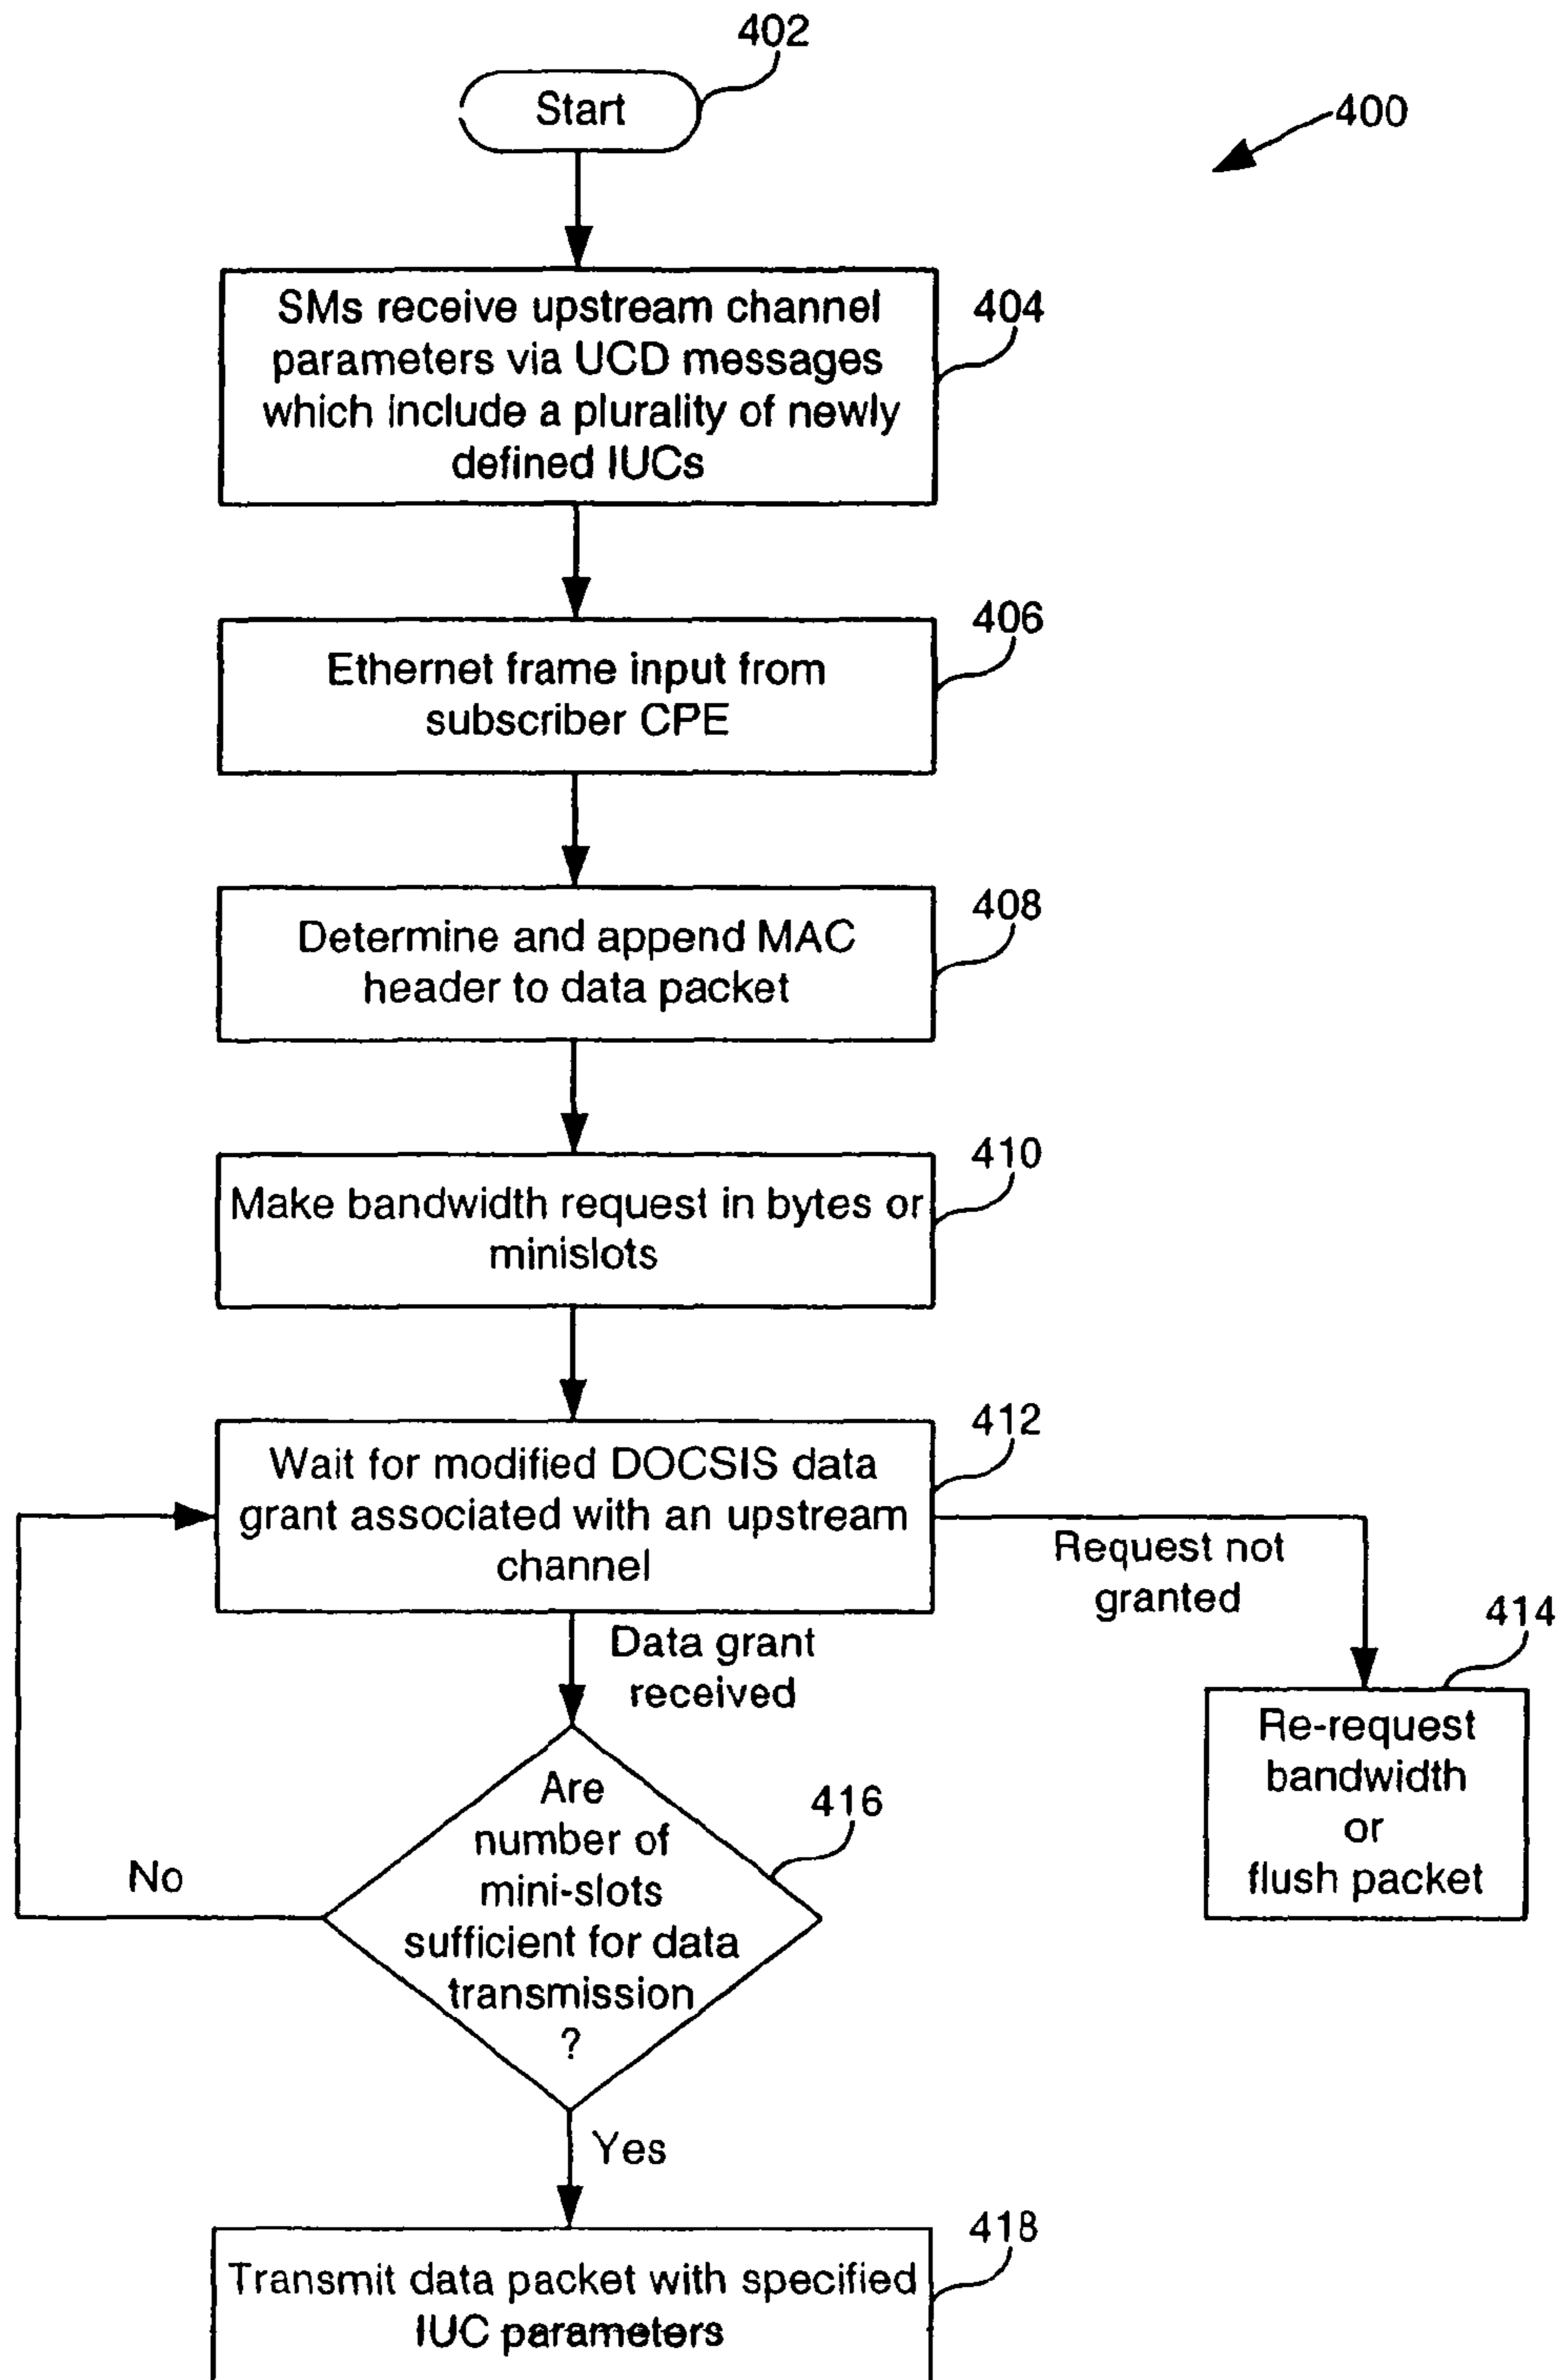 402
Start
400
SMs receive upstream channel
parameters via UCD messages
which include a plurality of newly
defined IUCs
404
Ethernet frame input from
subscriber CPE
406
Determine and append MAC
header to data packet
408
Make bandwidth request in bytes or
minislots
410
Wait for modified DOCSIS data
grant associated with an upstream
channel
412
Request not
granted
Data grant
received
414
Re-request
bandwidth
or
flush packet
Are
number of
mini-slots
sufficient for data
transmission
?
416
No
Yes
Transmit data packet with specified
IUC parameters
418